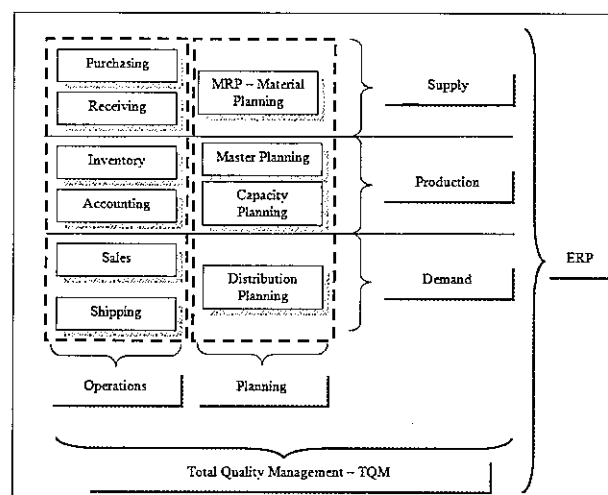 Purchasing
MRP – Material
Planning
Supply
Receiving
Inventory
Master Planning
Production
Accounting
Capacity
Planning
ERP
Sales
Distribution
Planning
Demand
Shipping
Operations
Planning
Total Quality Management – TQM